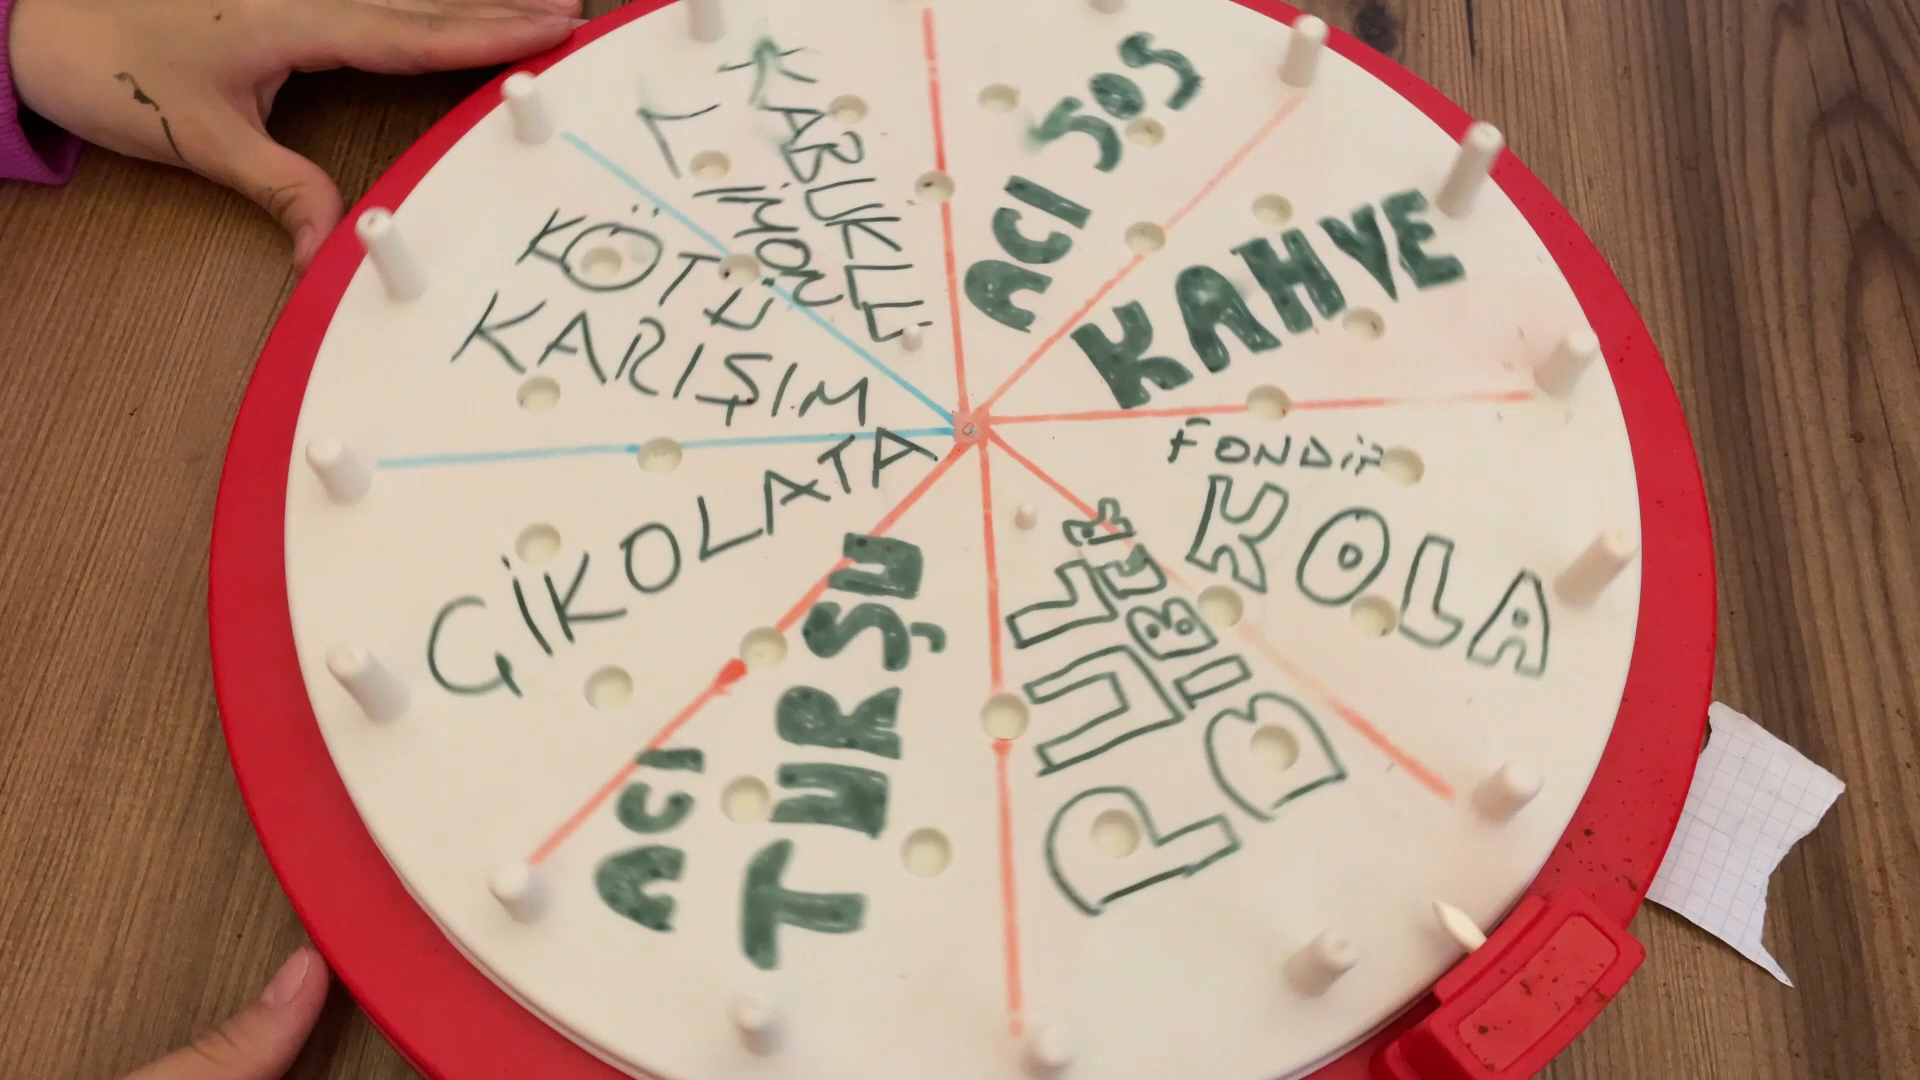 KABUKLU
LİMON
ACI SOS
KAHVE
FONDİP
KOLA
PUL
BİBER
ACI
TURŞU
ÇİKOLATA
KÖTÜ
KARIŞIM